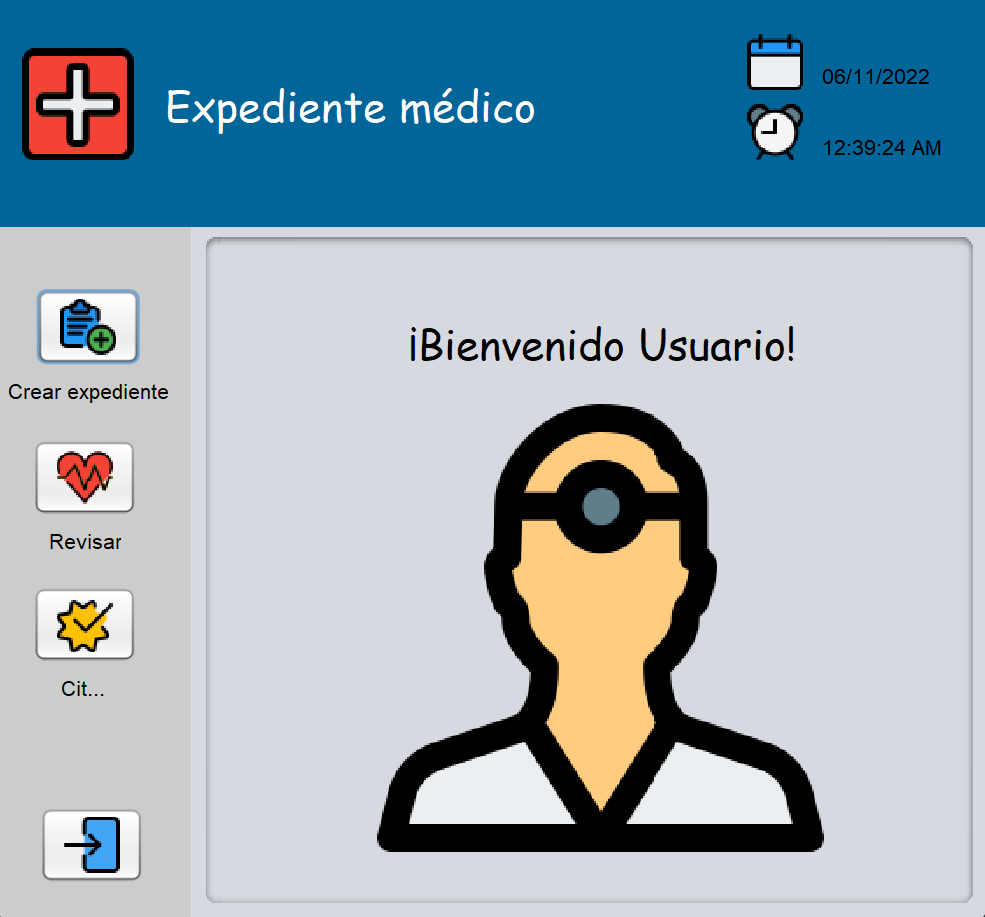 Expediente médico
06/11/2022
12:39:24 AM
¡Bienvenido Usuario!
Crear expediente
Revisar
Cit...